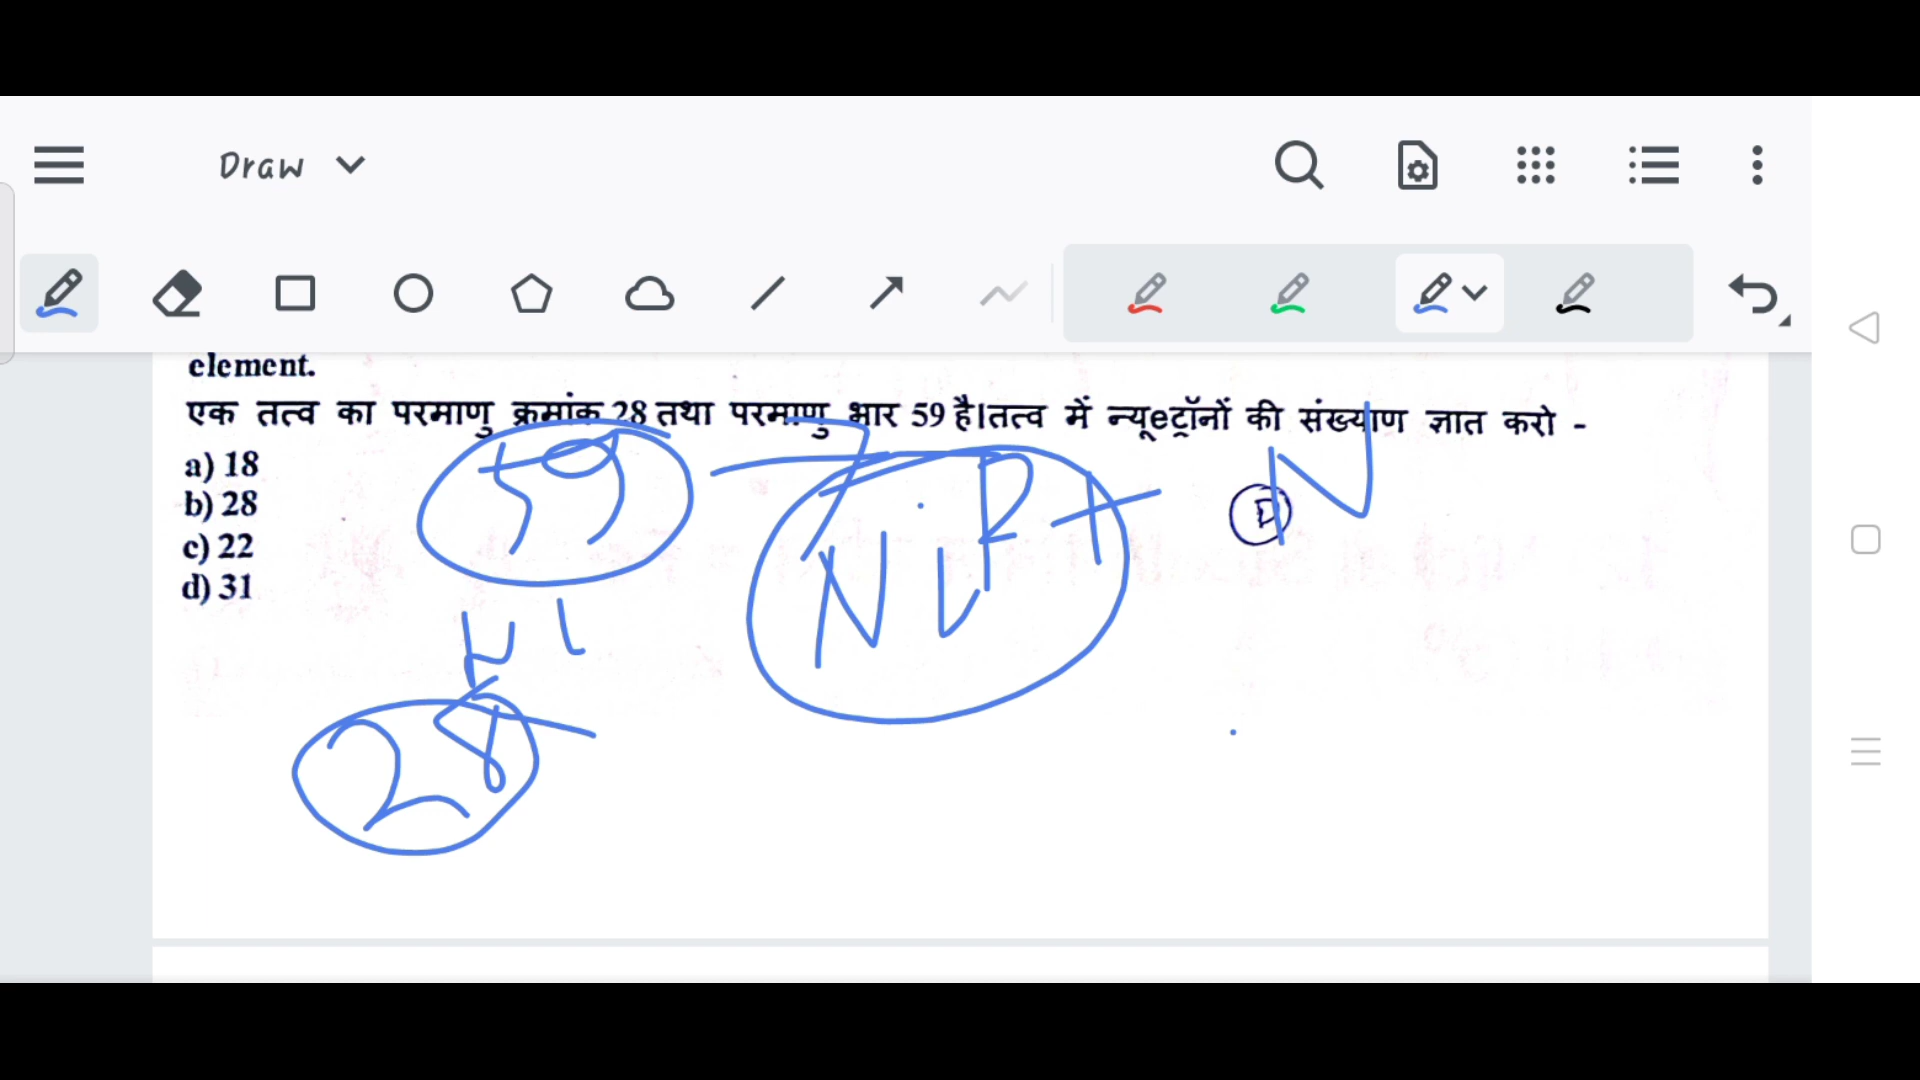 Draw
element.
एक तत्व का परमाणु क्रमांक 28 तथा परमाणु भार 59 है।तत्व में न्यूeट्रॉनों की संख्याण ज्ञात करो -
a) 18
b) 28
c) 22
d) 31
59
P + N
D
Ni
28